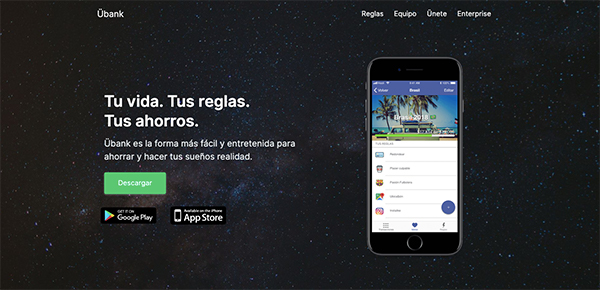 Übank
Reglas Equipo Únete Enterprise
Tu vida. Tus reglas.
Tus ahorros.
Übank es la forma más fácil y entretenida para
ahorrar y hacer tus sueños realidad.
Descargar
GET IT ON
Google Play
Available on the iPhone
App Store
Volver Brasil Editar
Brasil 2018
TUS REGLAS